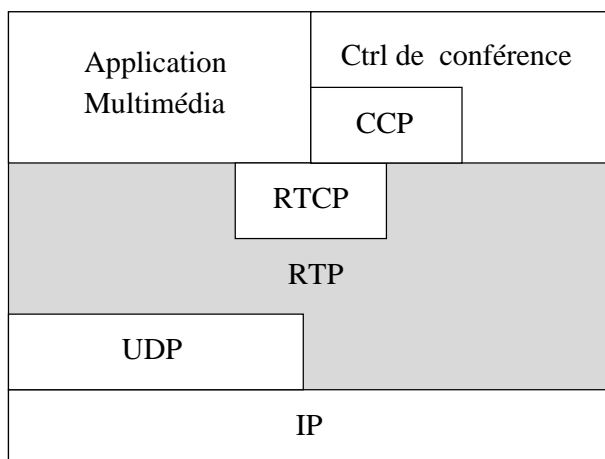 Application
Multimédia
Ctrl de conférence
CCP
RTCP
RTP
UDP
IP